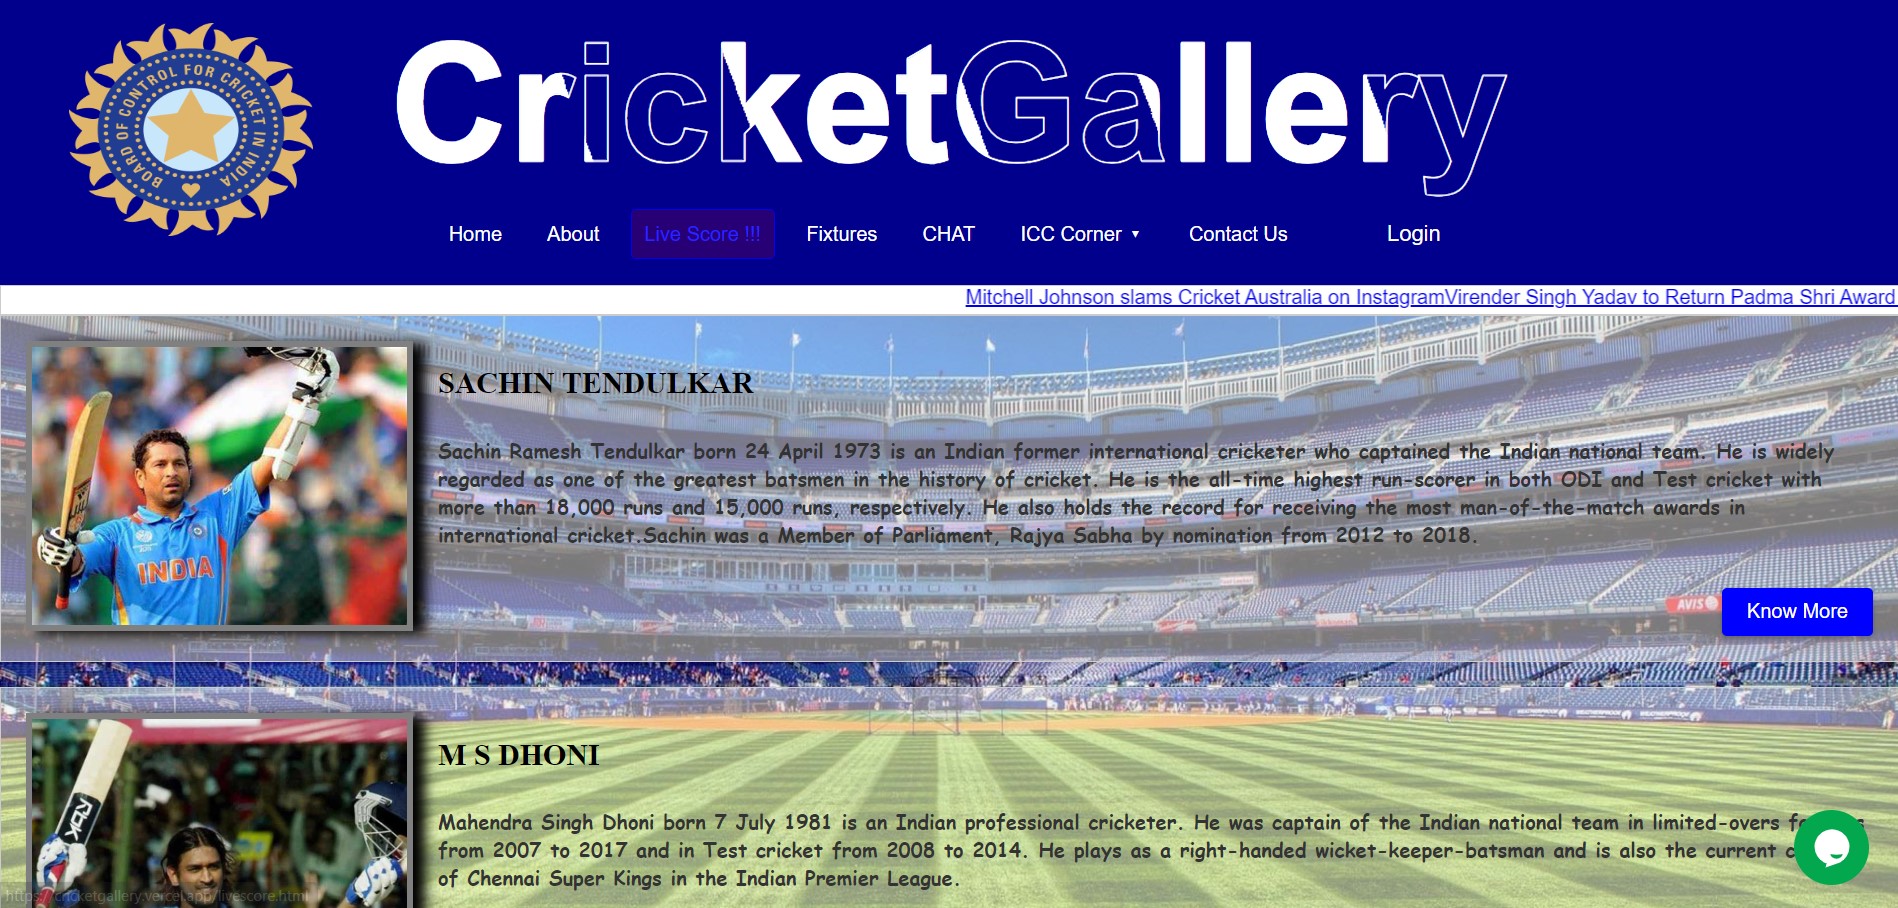 BOARD OF CONTROL FOR CRICKET IN INDIA
CricketGallery
Home About Live Score !!! Fixtures CHAT ICC Corner ▼ Contact Us Login
Mitchell Johnson slams Cricket Australia on InstagramVirender Singh Yadav to Return Padma Shri Award
SACHIN TENDULKAR
Sachin Ramesh Tendulkar born 24 April 1973 is an Indian former international cricketer who captained the Indian national team. He is widely
regarded as one of the greatest batsmen in the history of cricket. He is the all-time highest run-scorer in both ODI and Test cricket with
more than 18,000 runs and 15,000 runs, respectively. He also holds the record for receiving the most man-of-the-match awards in
international cricket.Sachin was a Member of Parliament, Rajya Sabha by nomination from 2012 to 2018.
INDIA
AVIS
Know More
M S DHONI
Mahendra Singh Dhoni born 7 July 1981 is an Indian professional cricketer. He was captain of the Indian national team in limited-overs
from 2007 to 2017 and in Test cricket from 2008 to 2014. He plays as a right-handed wicket-keeper-batsman and is also the current
of Chennai Super Kings in the Indian Premier League.
RBK
https://cricketgallery.vercel.app/livescore.html